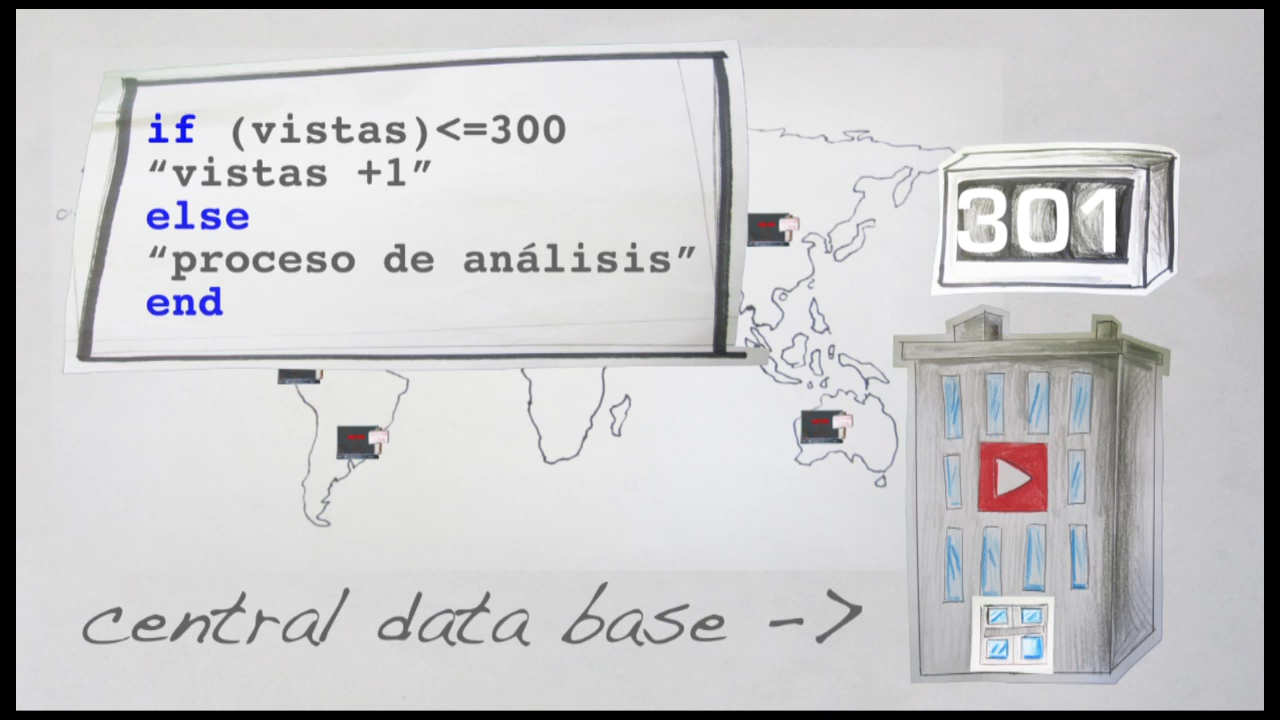 if (vistas)<=300
“vistas +1”
else
“proceso de análisis”
end
301
central data base ->